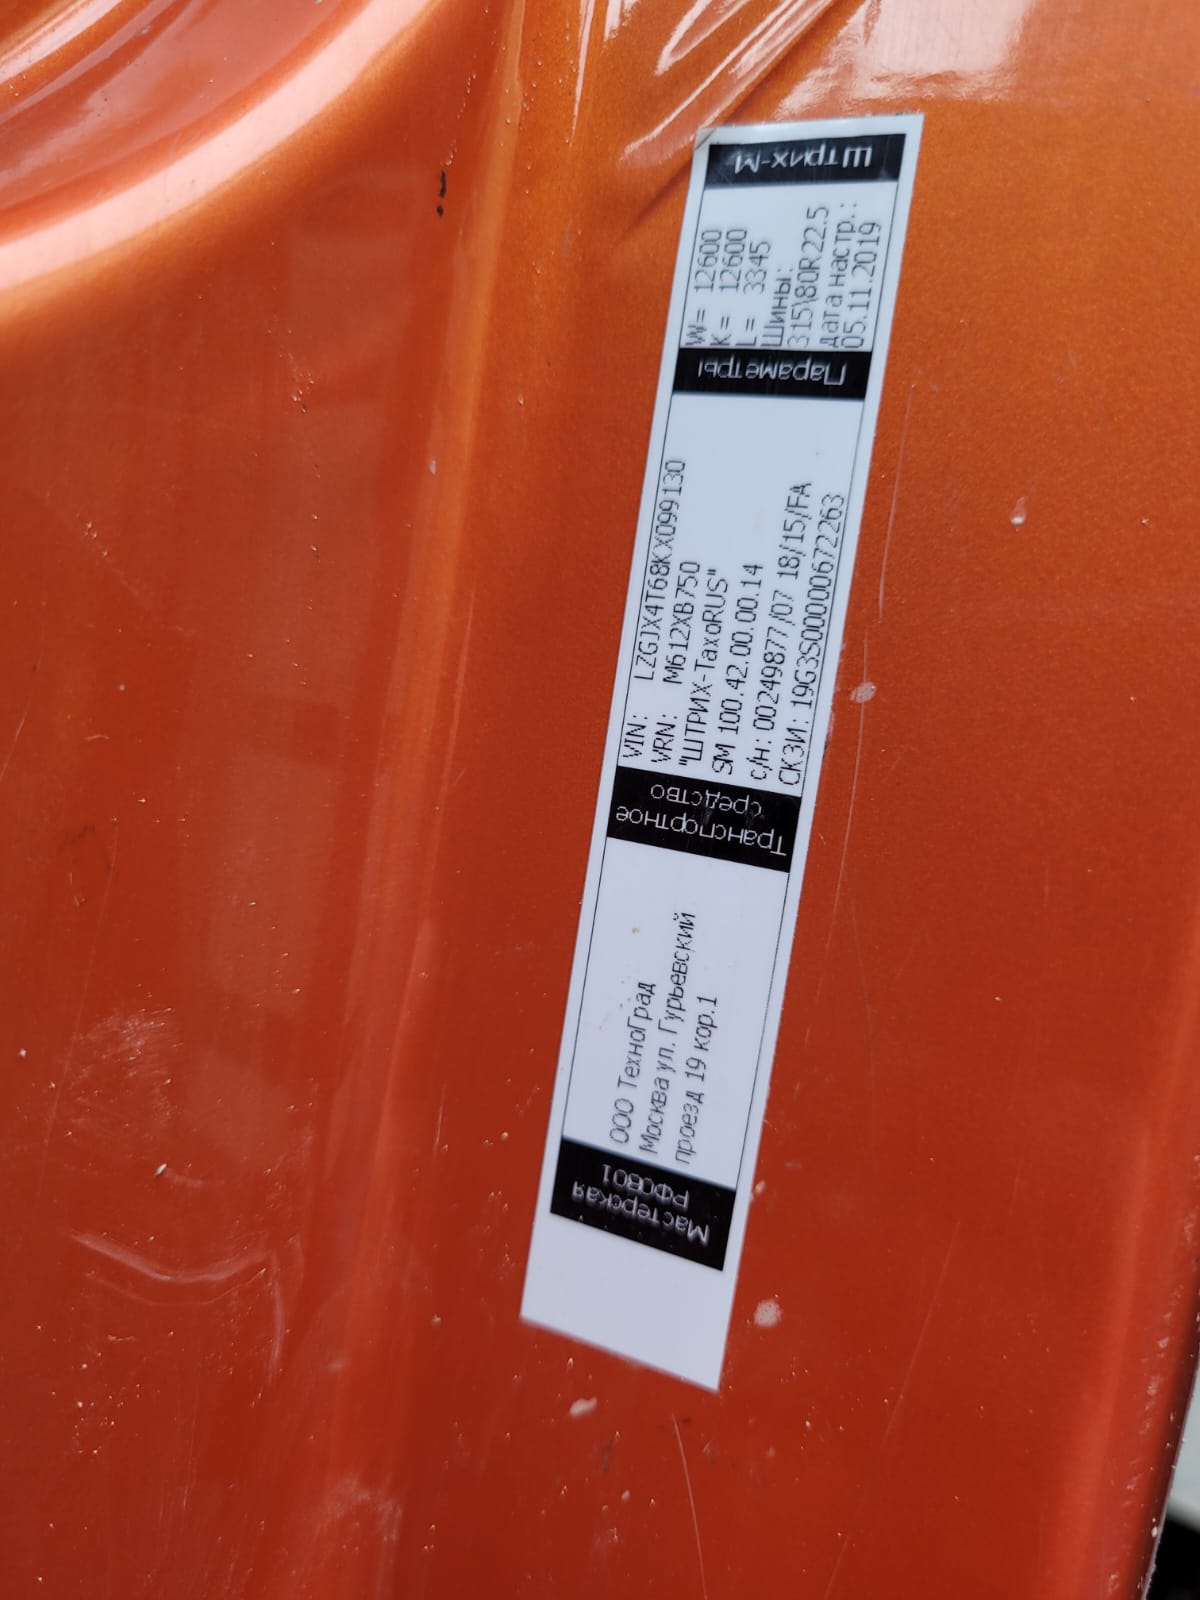 Мастерская
РФ0801
ООО ТехноГрад
Москва ул. Гурьевский
проезд 19 кор.1
Транспортное
средство
VIN: LZGJX4T68KX099130
VRN: М612ХВ750
"ШТРИХ-ТахоRUS"
SM 100.42.00.00.14
с/н: 00249877/07 18/15/FA
СКЗИ: 19G3S00000672263
Параметры
W= 12600
K= 12600
L= 3345
Шины:
315\80R22.5
Дата настр.:
05.11.2019
Штрих-М